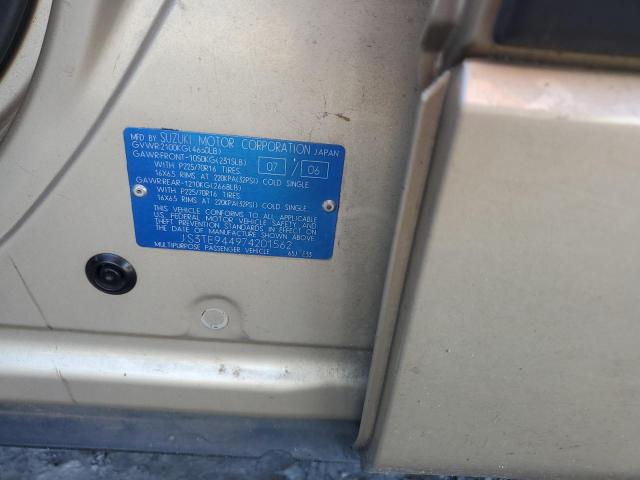 MFD BY SUZUKI MOTOR CORPORATION JAPAN
GVWR:2100KG(4630LB) 07 / 06
GAWR:FRONT-1050KG(2315LB)
WITH P225/70R16 TIRES,
16X6.5 RIMS AT 220KPA(32PSI) COLD SINGLE
GAWR:REAR-1210KG(2668LB)
WITH P225/70R16 TIRES,
16X6.5 RIMS AT 220KPA(32PSI) COLD SINGLE
THIS VEHICLE CONFORMS TO ALL APPLICABLE
U.S. FEDERAL MOTOR VEHICLE SAFETY AND
THEFT PREVENTION STANDARDS IN EFFECT ON
THE DATE OF MANUFACTURE SHOWN ABOVE.
JS3TE944974201562
MULTIPURPOSE PASSENGER VEHICLE 65J